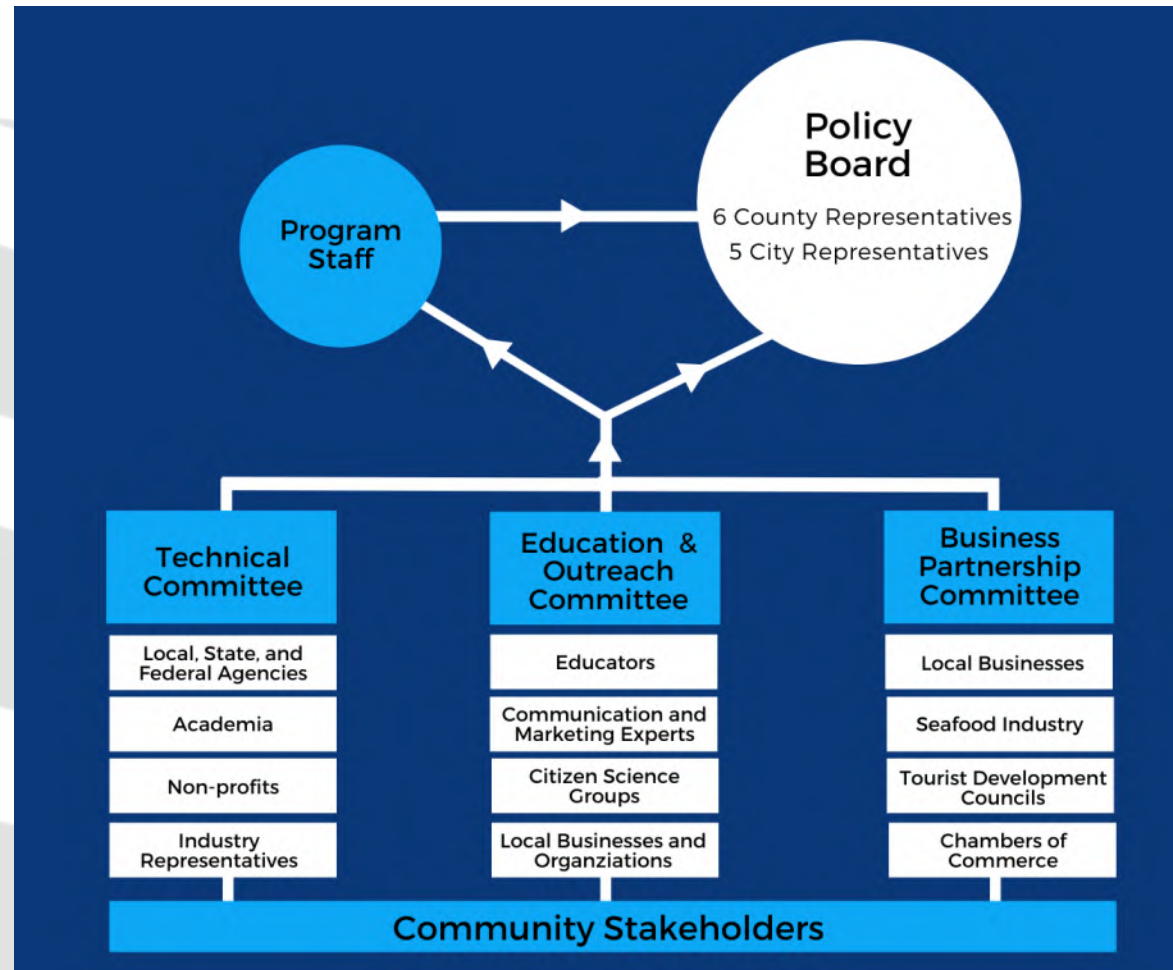 Policy
Board
6 County Representatives
5 City Representatives
Program
Staff
Technical
Committee
Local, State, and
Federal Agencies
Academia
Non-profits
Industry
Representatives
Education &
Outreach
Committee
Educators
Communication and
Marketing Experts
Citizen Science
Groups
Local Businesses and
Organziations
Business
Partnership
Committee
Local Businesses
Seafood Industry
Tourist Development
Councils
Chambers of
Commerce
Community Stakeholders